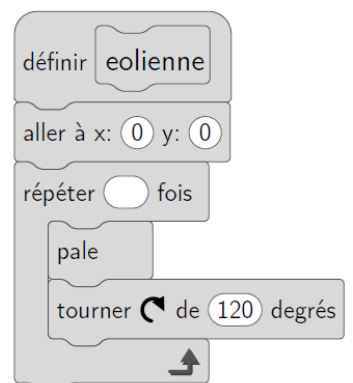 définir eolienne
aller à x: 0 y: 0
répéter fois
pale
tourner de 120 degrés